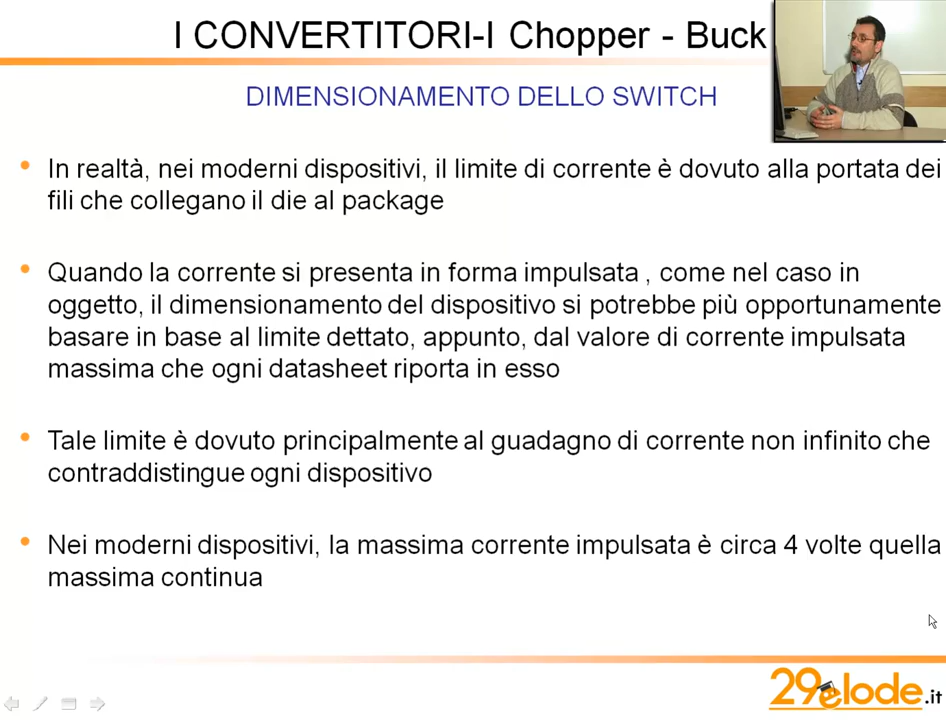 I CONVERTITORI-I Chopper - Buck
DIMENSIONAMENTO DELLO SWITCH
In realtà, nei moderni dispositivi, il limite di corrente è dovuto alla portata dei
fili che collegano il die al package
Quando la corrente si presenta in forma impulsata , come nel caso in
oggetto, il dimensionamento del dispositivo si potrebbe più opportunamente
basare in base al limite dettato, appunto, dal valore di corrente impulsata
massima che ogni datasheet riporta in esso
Tale limite è dovuto principalmente al guadagno di corrente non infinito che
contraddistingue ogni dispositivo
Nei moderni dispositivi, la massima corrente impulsata è circa 4 volte quella
massima continua
29elode.it